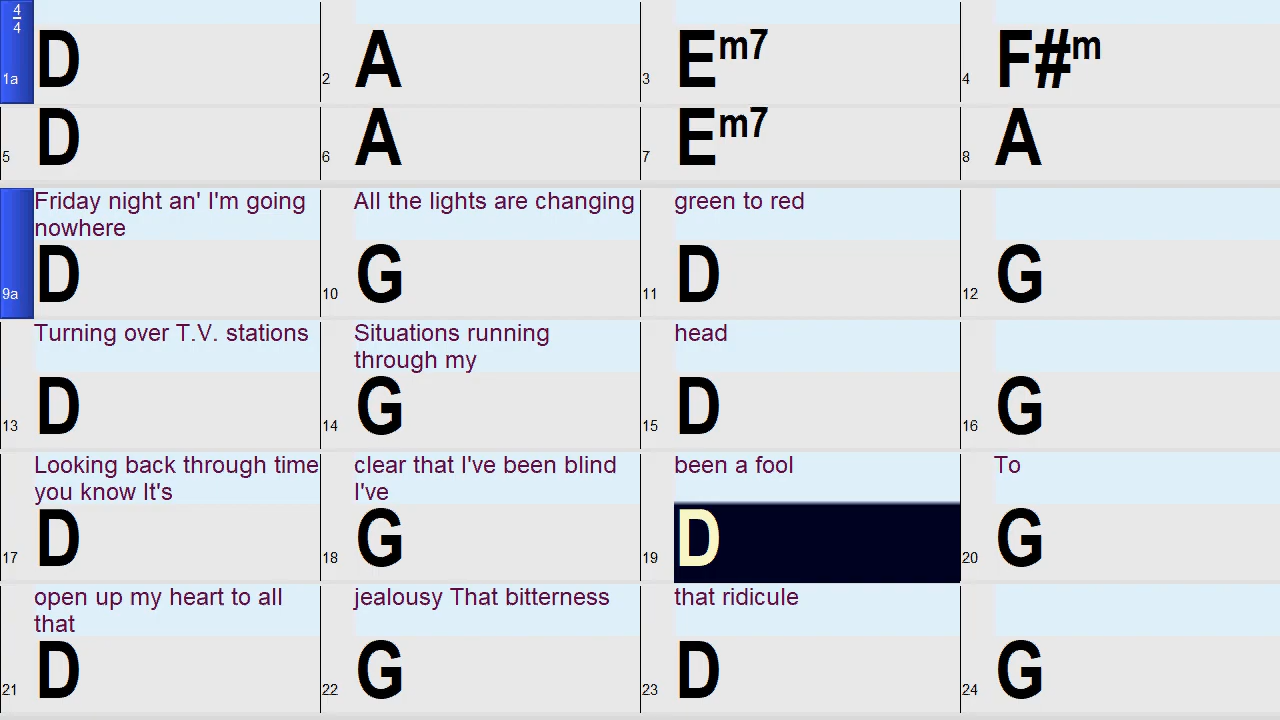 4
4
1a D 2 A 3 Em7 4 F#m
5 D 6 A 7 Em7 8 A
Friday night an' I'm going All the lights are changing green to red
nowhere
9a D 10 G 11 D 12 G
Turning over T.V. stations Situations running head
through my
13 D 14 G 15 D 16 G
Looking back through time clear that I've been blind been a fool To
you know It's I've
17 D 18 G 19 D 20 G
open up my heart to all jealousy That bitterness that ridicule
that
21 D 22 G 23 D 24 G